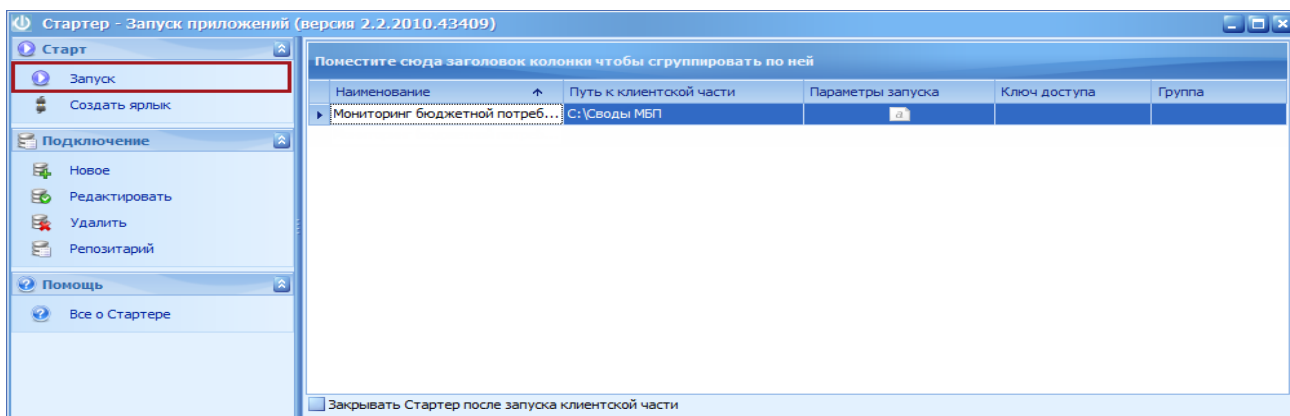 Стартер - Запуск приложений (версия 2.2.2010.43409)
Старт
Запуск
Создать ярлык
Подключение
Новое
Редактировать
Удалить
Репозитарий
Помощь
Все о Стартере
Поместите сюда заголовок колонки чтобы сгруппировать по ней
Наименование Путь к клиентской части Параметры запуска Ключ доступа Группа
Мониторинг бюджетной потреб... C:\Своды МБП a
Закрывать Стартер после запуска клиентской части